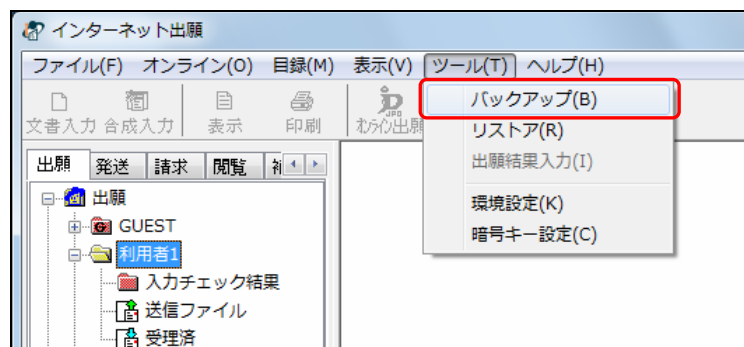 インターネット出願
ファイル(F) オンライン(O) 目録(M) 表示(V) ツール(T) ヘルプ(H)
文書入力 合成入力 表示 印刷
バックアップ(B)
リストア(R)
出願結果入力(I)
環境設定(K)
暗号キー設定(C)
出願 発送 請求 閲覧
出願
GUEST
利用者1
入力チェック結果
送信ファイル
受理済